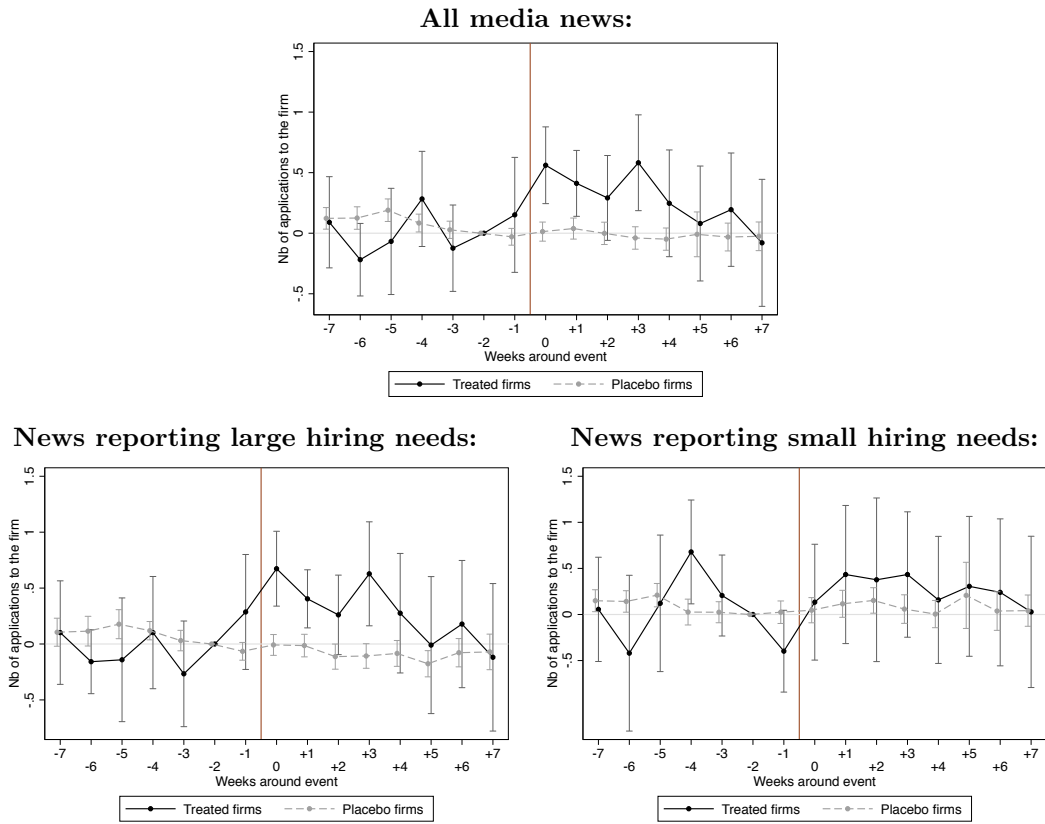 All media news:
Nb of applications to the firm
1.5
1
.5
0
-.5
-7 -5 -3 -1 +1 +3 +5 +7
-6 -4 -2 0 +2 +4 +6
Weeks around event
Treated firms Placebo firms
News reporting large hiring needs:
Nb of applications to the firm
1.5
1
.5
0
-.5
-7 -5 -3 -1 +1 +3 +5 +7
-6 -4 -2 0 +2 +4 +6
Weeks around event
Treated firms Placebo firms
News reporting small hiring needs:
Nb of applications to the firm
1.5
1
.5
0
-.5
-7 -5 -3 -1 +1 +3 +5 +7
-6 -4 -2 0 +2 +4 +6
Weeks around event
Treated firms Placebo firms